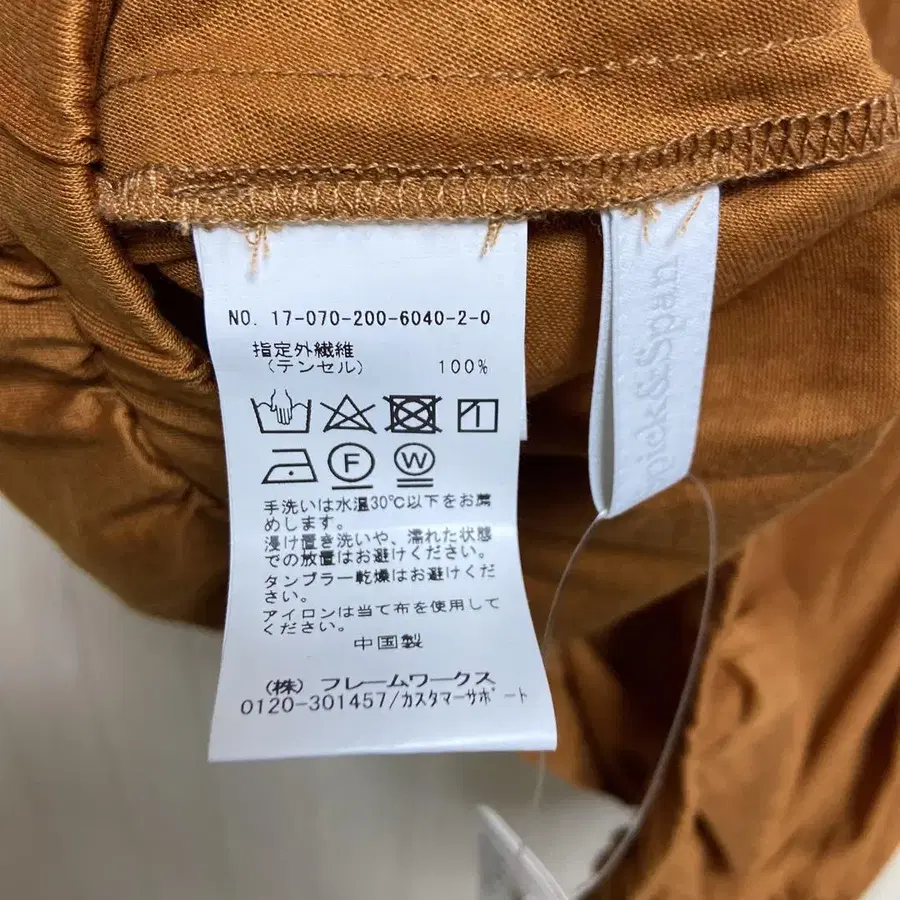 NO. 17-070-200-6040-2-0
指定外繊維
(テンセル) 100%
F
W
手洗いは水温30℃以下をお薦
めします。
浸け置き洗いや、濡れた状態
での放置はお避けください。
タンブラー乾燥はお避けくだ
さい。
アイロンは当て布を使用して
ください。
中国製
(株) フレームワークス
0120-301457/カスタマーサポート
pick&Span